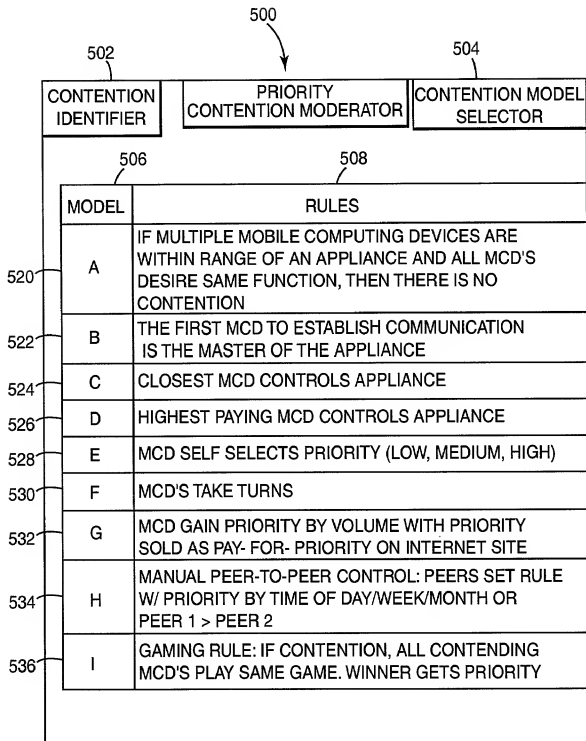 500
502
504
CONTENTION
IDENTIFIER
PRIORITY
CONTENTION MODERATOR
CONTENTION MODEL
SELECTOR
506
508
MODEL
RULES
520
A
IF MULTIPLE MOBILE COMPUTING DEVICES ARE
WITHIN RANGE OF AN APPLIANCE AND ALL MCD'S
DESIRE SAME FUNCTION, THEN THERE IS NO
CONTENTION
522
B
THE FIRST MCD TO ESTABLISH COMMUNICATION
IS THE MASTER OF THE APPLIANCE
524
C
CLOSEST MCD CONTROLS APPLIANCE
526
D
HIGHEST PAYING MCD CONTROLS APPLIANCE
528
E
MCD SELF SELECTS PRIORITY (LOW, MEDIUM, HIGH)
530
F
MCD'S TAKE TURNS
532
G
MCD GAIN PRIORITY BY VOLUME WITH PRIORITY
SOLD AS PAY- FOR- PRIORITY ON INTERNET SITE
534
H
MANUAL PEER-TO-PEER CONTROL: PEERS SET RULE
W/ PRIORITY BY TIME OF DAY/WEEK/MONTH OR
PEER 1 > PEER 2
536
I
GAMING RULE: IF CONTENTION, ALL CONTENDING
MCD'S PLAY SAME GAME. WINNER GETS PRIORITY